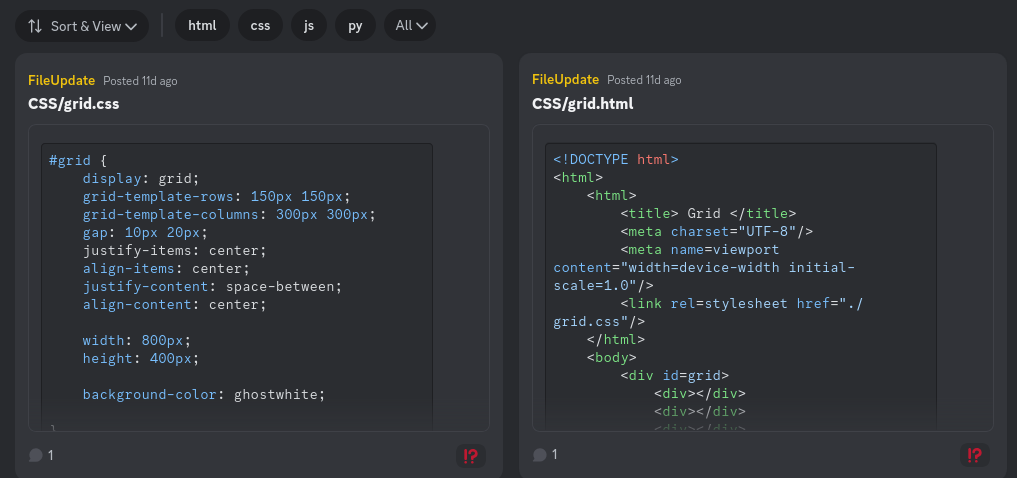 Sort & View
html
css
js
py
All
FileUpdate Posted 11d ago
CSS/grid.css
#grid {
    display: grid;
    grid-template-rows: 150px 150px;
    grid-template-columns: 300px 300px;
    gap: 10px 20px;
    justify-items: center;
    align-items: center;
    justify-content: space-between;
    align-content: center;
    width: 800px;
    height: 400px;
    background-color: ghostwhite;
}
1
⁉
FileUpdate Posted 11d ago
CSS/grid.html
<!DOCTYPE html>
<html>
    <html>
        <title> Grid </title>
        <meta charset="UTF-8"/>
        <meta name=viewport
content="width=device-width initial-
scale=1.0"/>
        <link rel=stylesheet href="./
grid.css"/>
    </html>
    <body>
        <div id=grid>
            <div></div>
            <div></div>
            <div></div>
1
⁉